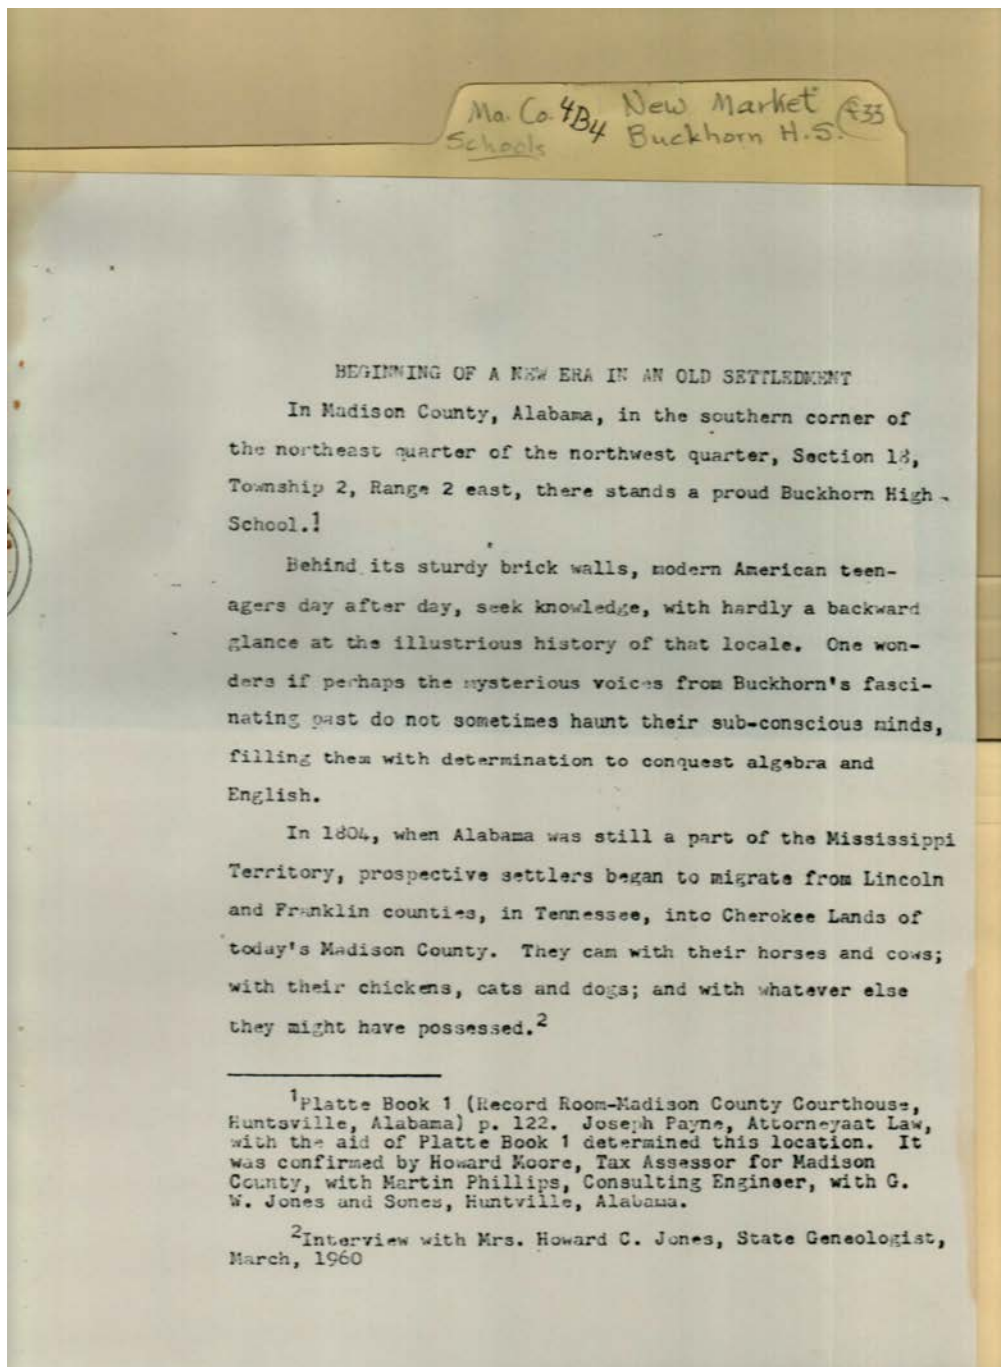 Ma. Co. 4B4 New Market £33
Schools Buckhorn H.S.
BEGINNING OF A NEW ERA IN AN OLD SETTLEDMENT
In Madison County, Alabama, in the southern corner of
the northeast quarter of the northwest quarter, Section 18,
Township 2, Range 2 east, there stands a proud Buckhorn High
School.1
Behind its sturdy brick walls, modern American teen-
agers day after day, seek knowledge, with hardly a backward
glance at the illustrious history of that locale. One won-
ders if perhaps the mysterious voices from Buckhorn's fasci-
nating past do not sometimes haunt their sub-conscious minds,
filling them with determination to conquest algebra and
English.
In 1804, when Alabama was still a part of the Mississippi
Territory, prospective settlers began to migrate from Lincoln
and Franklin counties, in Tennessee, into Cherokee Lands of
today's Madison County. They cam with their horses and cows;
with their chickens, cats and dogs; and with whatever else
they might have possessed.2
1Platte Book 1 (Record Room-Madison County Courthouse,
Huntsville, Alabama) p. 122. Joseph Payne, Attorneyaat Law,
with the aid of Platte Book 1 determined this location. It
was confirmed by Howard Moore, Tax Assessor for Madison
County, with Martin Phillips, Consulting Engineer, with G.
W. Jones and Sones, Huntville, Alabama.
2Interview with Mrs. Howard C. Jones, State Geneologist,
March, 1960